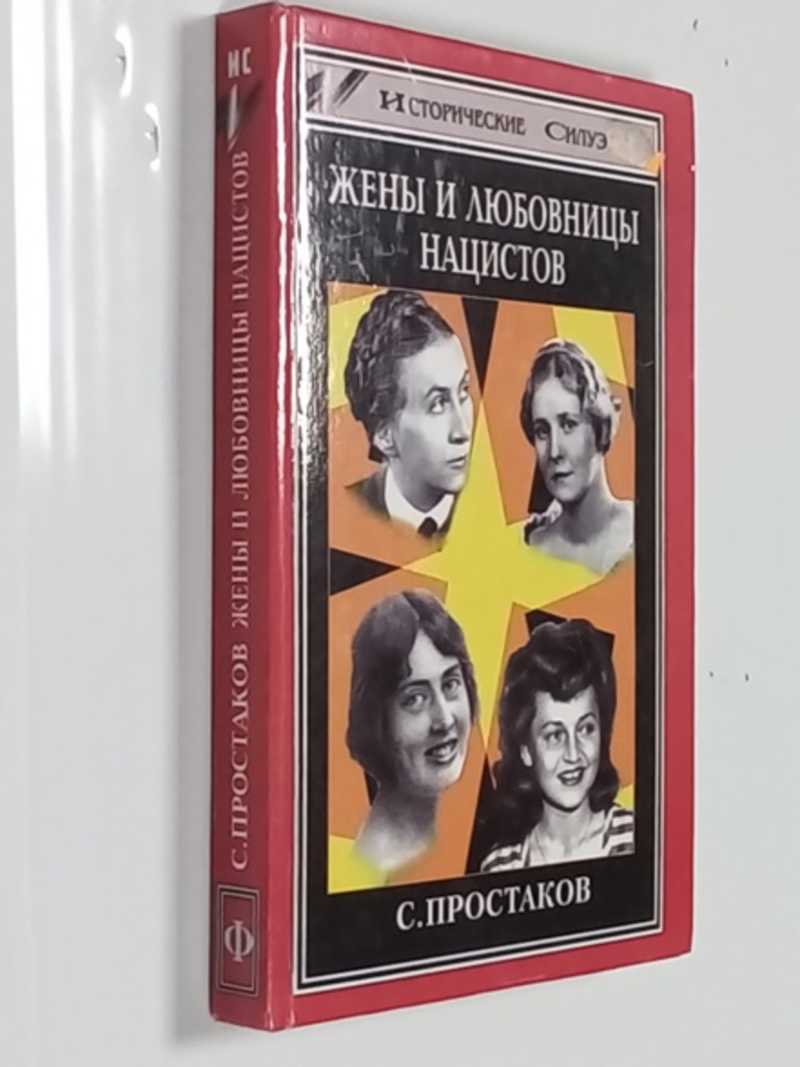 ИС
С.ПРОСТАКОВ ЖЕНЫ И ЛЮБОВНИЦЫ НАЦИСТОВ
Ф
ИСТОРИЧЕСКИЕ СИЛУЭ
ЖЕНЫ И ЛЮБОВНИЦЫ
НАЦИСТОВ
С.ПРОСТАКОВ